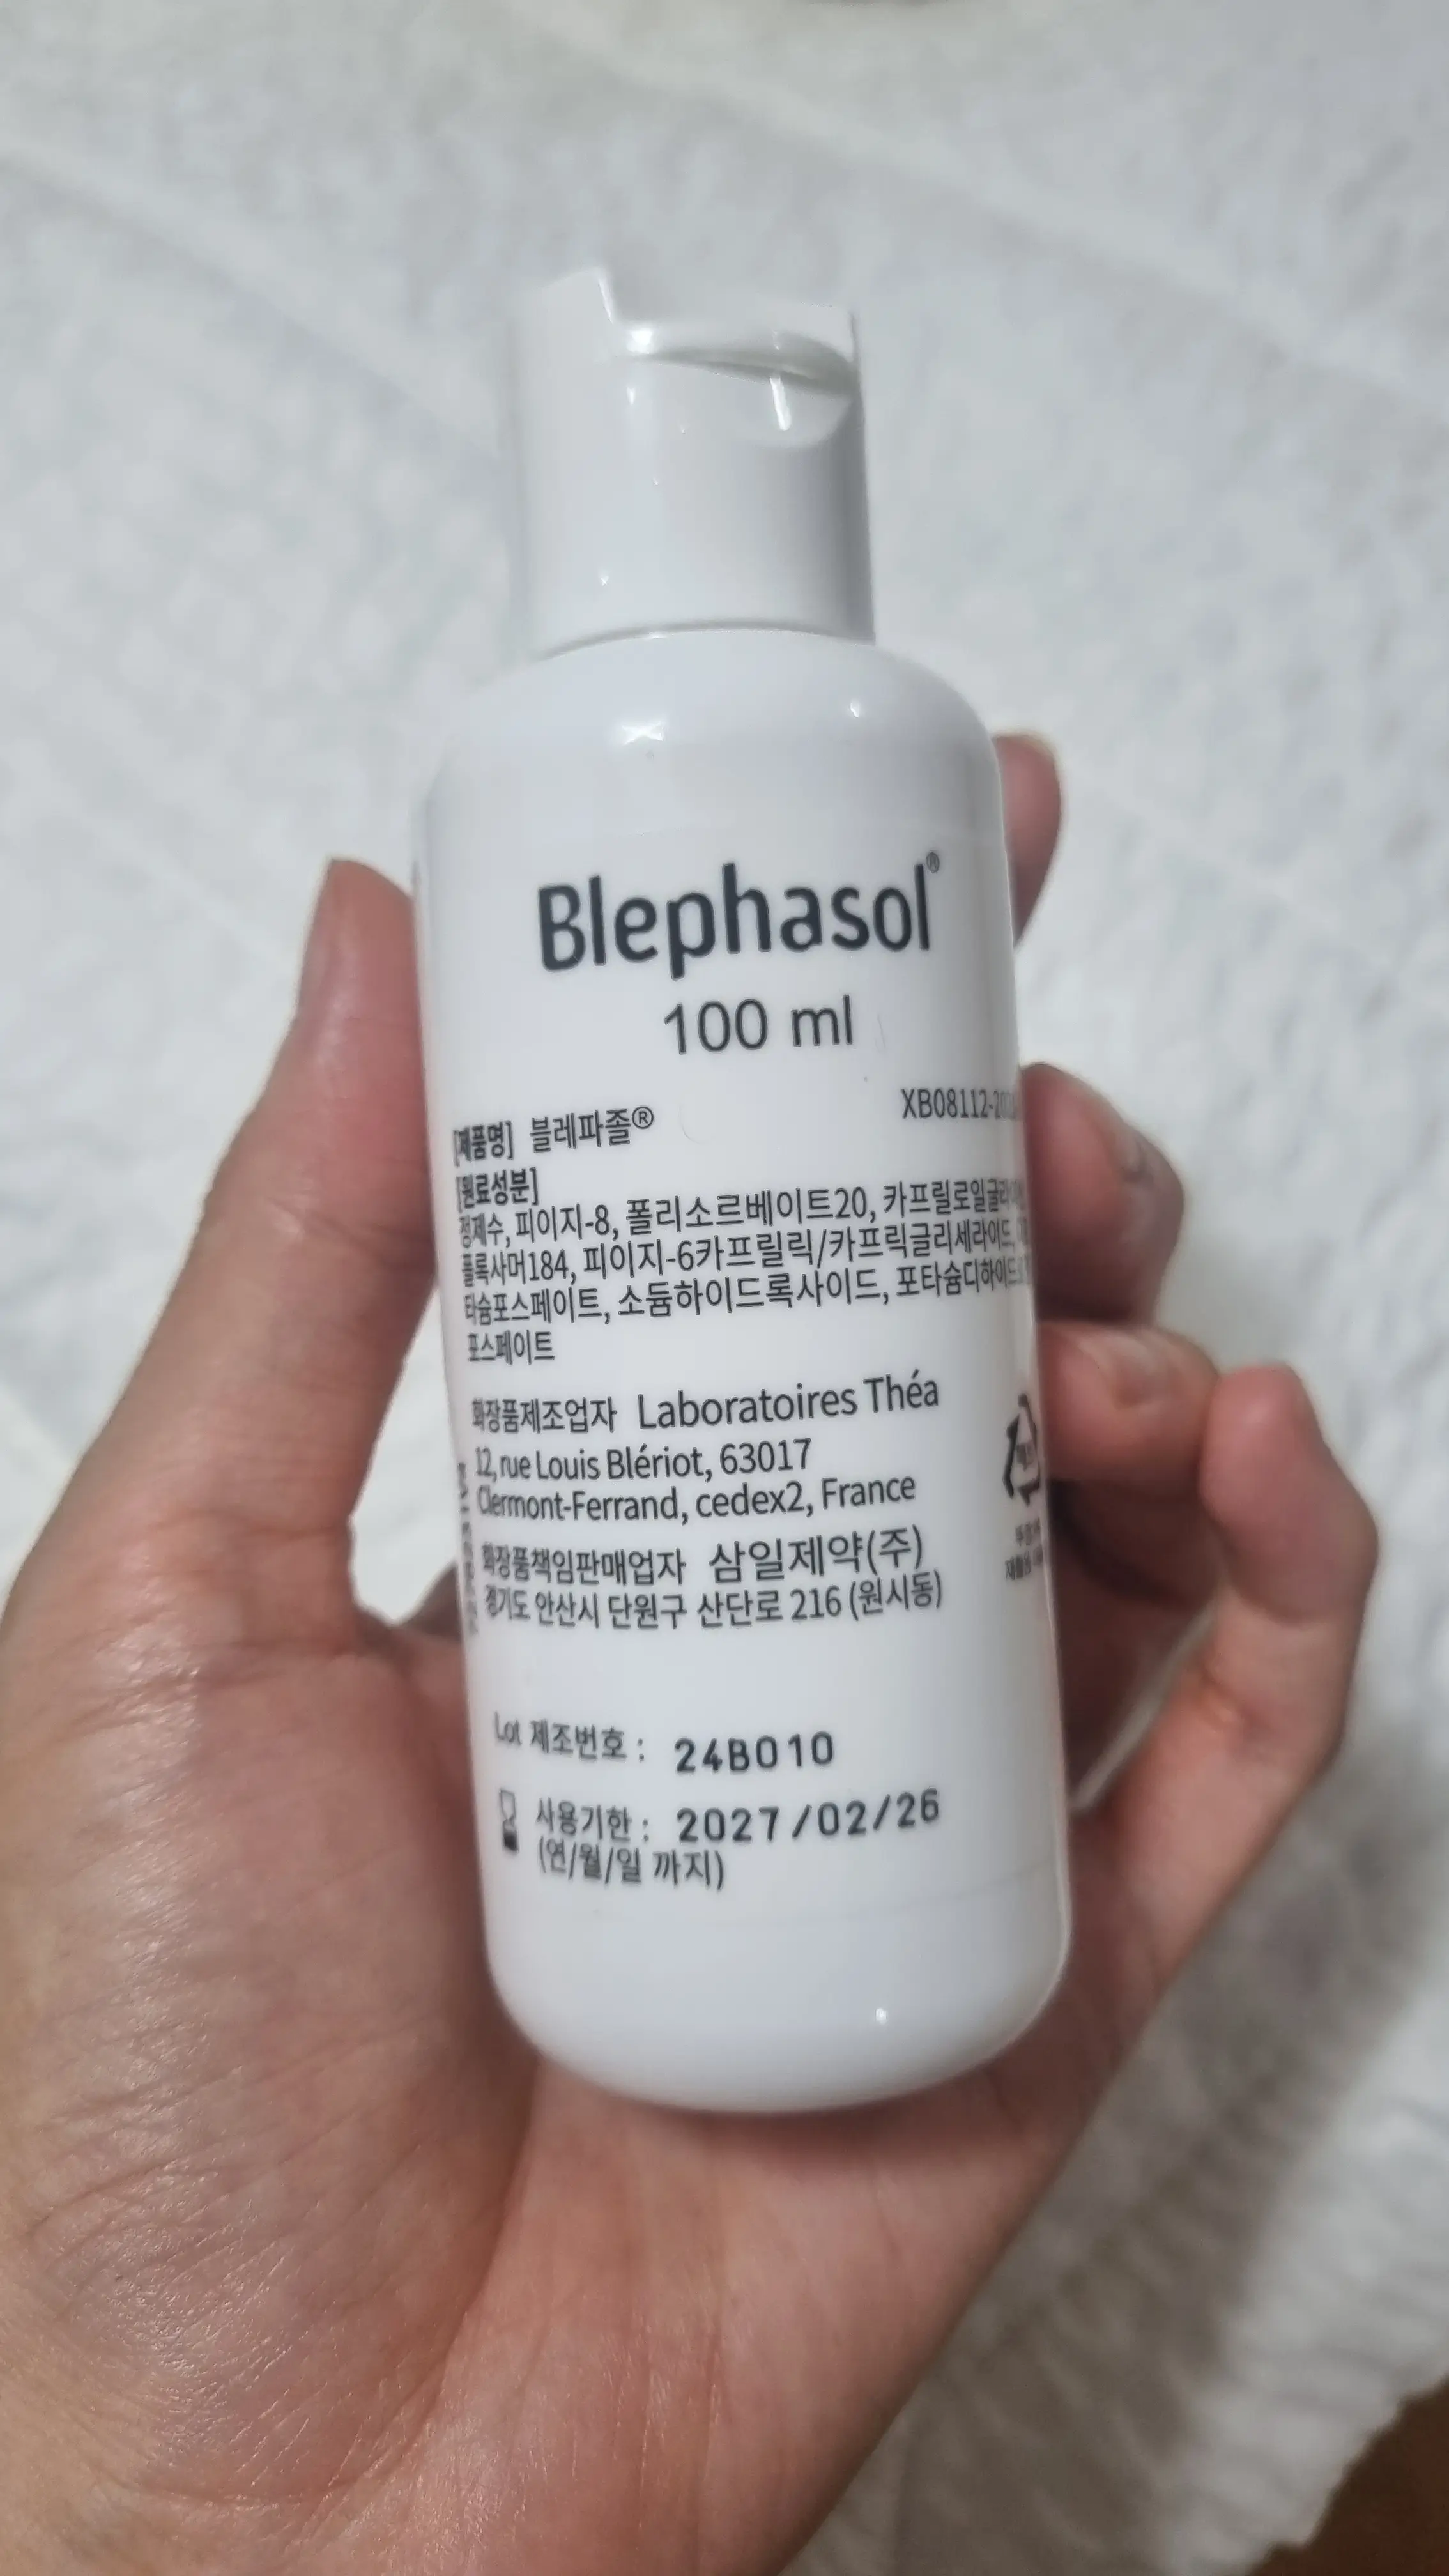 Blephasol®
100 ml
XB08112-
[제품명] 블레파졸®
[원료성분]
정제수, 피이지-8, 폴리소르베이트20, 카프릴로일글라이신,
폴록사머184, 피이지-6카프릴릭/카프릭글리세라이드,
타슘포스페이트, 소듐하이드록사이드, 포타슘디하이드로젠
포스페이트
화장품제조업자 Laboratoires Théa
12, rue Louis Blériot, 63017
Clermont-Ferrand, cedex2, France
화장품책임판매업자 삼일제약(주)
경기도 안산시 단원구 산단로 216 (원시동)
Lot 제조번호 : 24B010
사용기한 : 2027/02/26
(연/월/일 까지)